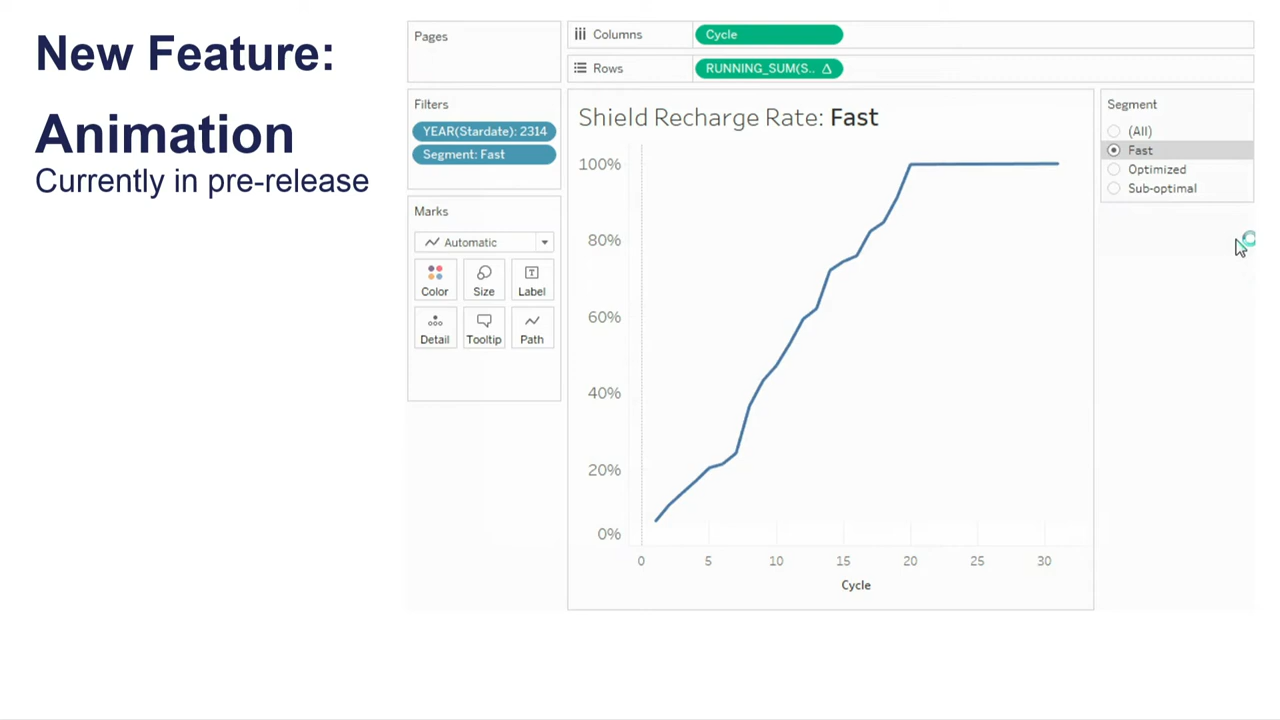 New Feature:
Animation
Currently in pre-release
Pages
Columns
Cycle
Rows
RUNNING_SUM(S..
Filters
YEAR(Stardate): 2314
Segment: Fast
Marks
Automatic
Color
Size
Label
Detail
Tooltip
Path
Shield Recharge Rate: Fast
100%
80%
60%
40%
20%
0%
0 5 10 15 20 25 30
Cycle
Segment
(All)
Fast
Optimized
Sub-optimal